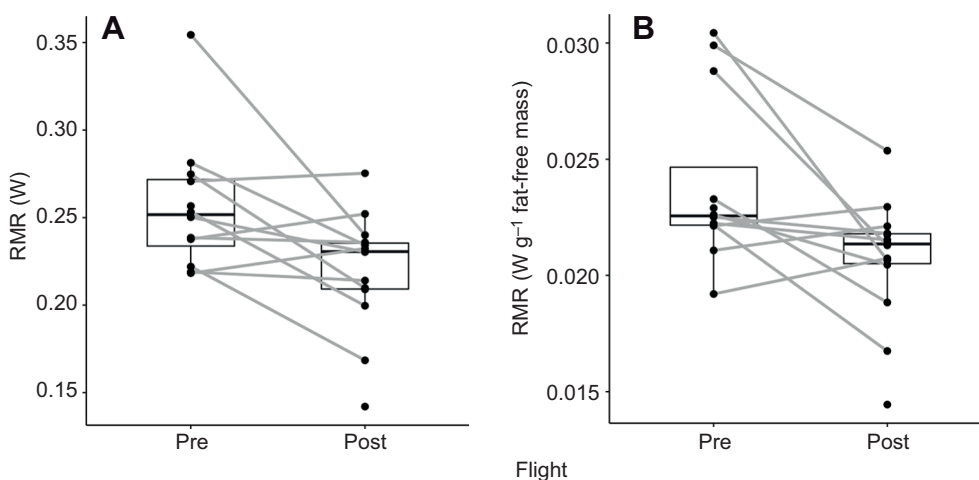 A
RMR (W)
0.35
0.30
0.25
0.20
0.15
Pre
Post
B
RMR (W g⁻¹ fat-free mass)
0.030
0.025
0.020
0.015
Pre
Post
Flight